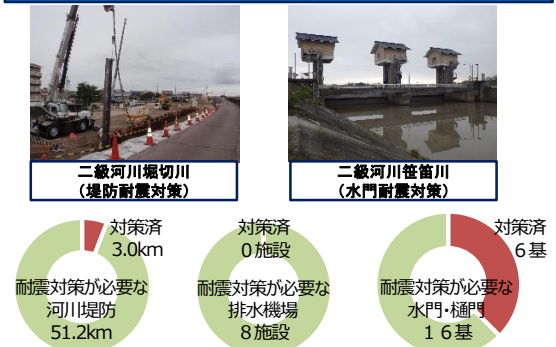 二級河川堀切川
（堤防耐震対策）
二級河川笹笛川
（水門耐震対策）
対策済
3.0km
耐震対策が必要な
河川堤防
51.2km
対策済
０施設
耐震対策が必要な
排水機場
８施設
対策済
６基
耐震対策が必要な
水門・樋門
１６基